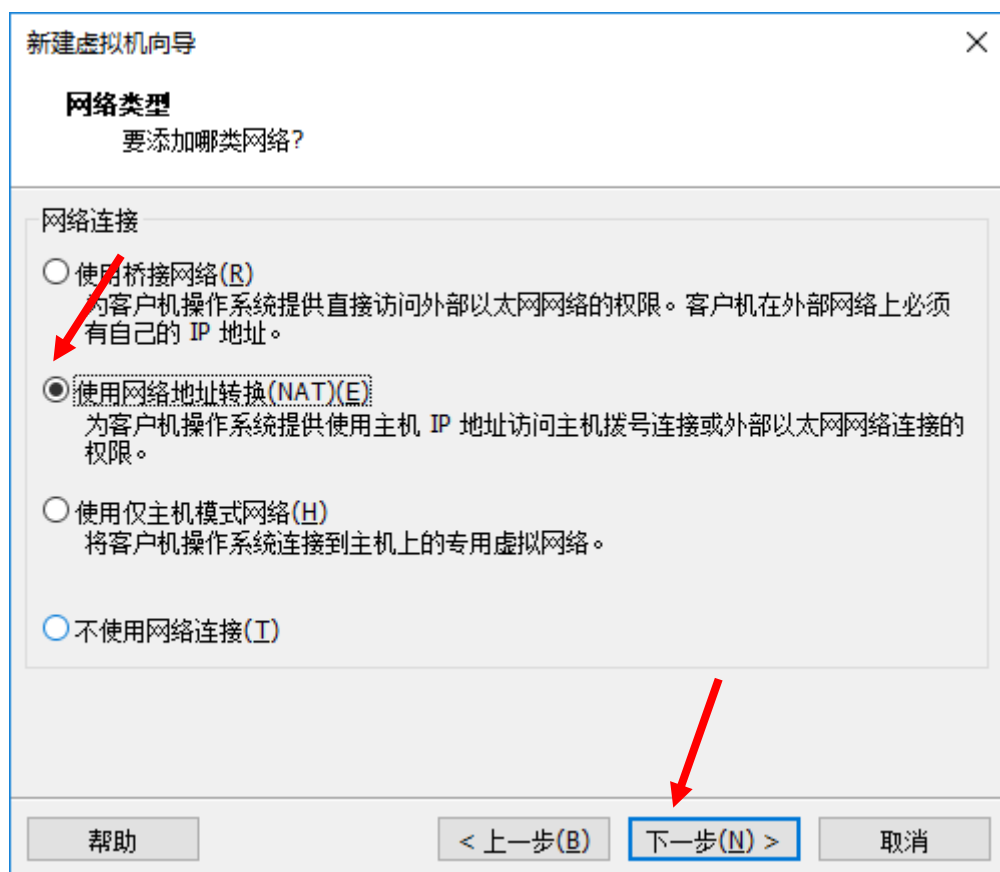 新建虚拟机向导
网络类型
要添加哪类网络?
网络连接
使用桥接网络(R)
为客户机操作系统提供直接访问外部以太网网络的权限。客户机在外部网络上必须
有自己的 IP 地址。
使用网络地址转换(NAT)(E)
为客户机操作系统提供使用主机 IP 地址访问主机拨号连接或外部以太网网络连接的
权限。
使用仅主机模式网络(H)
将客户机操作系统连接到主机上的专用虚拟网络。
不使用网络连接(T)
帮助
< 上一步(B)
下一步(N) >
取消